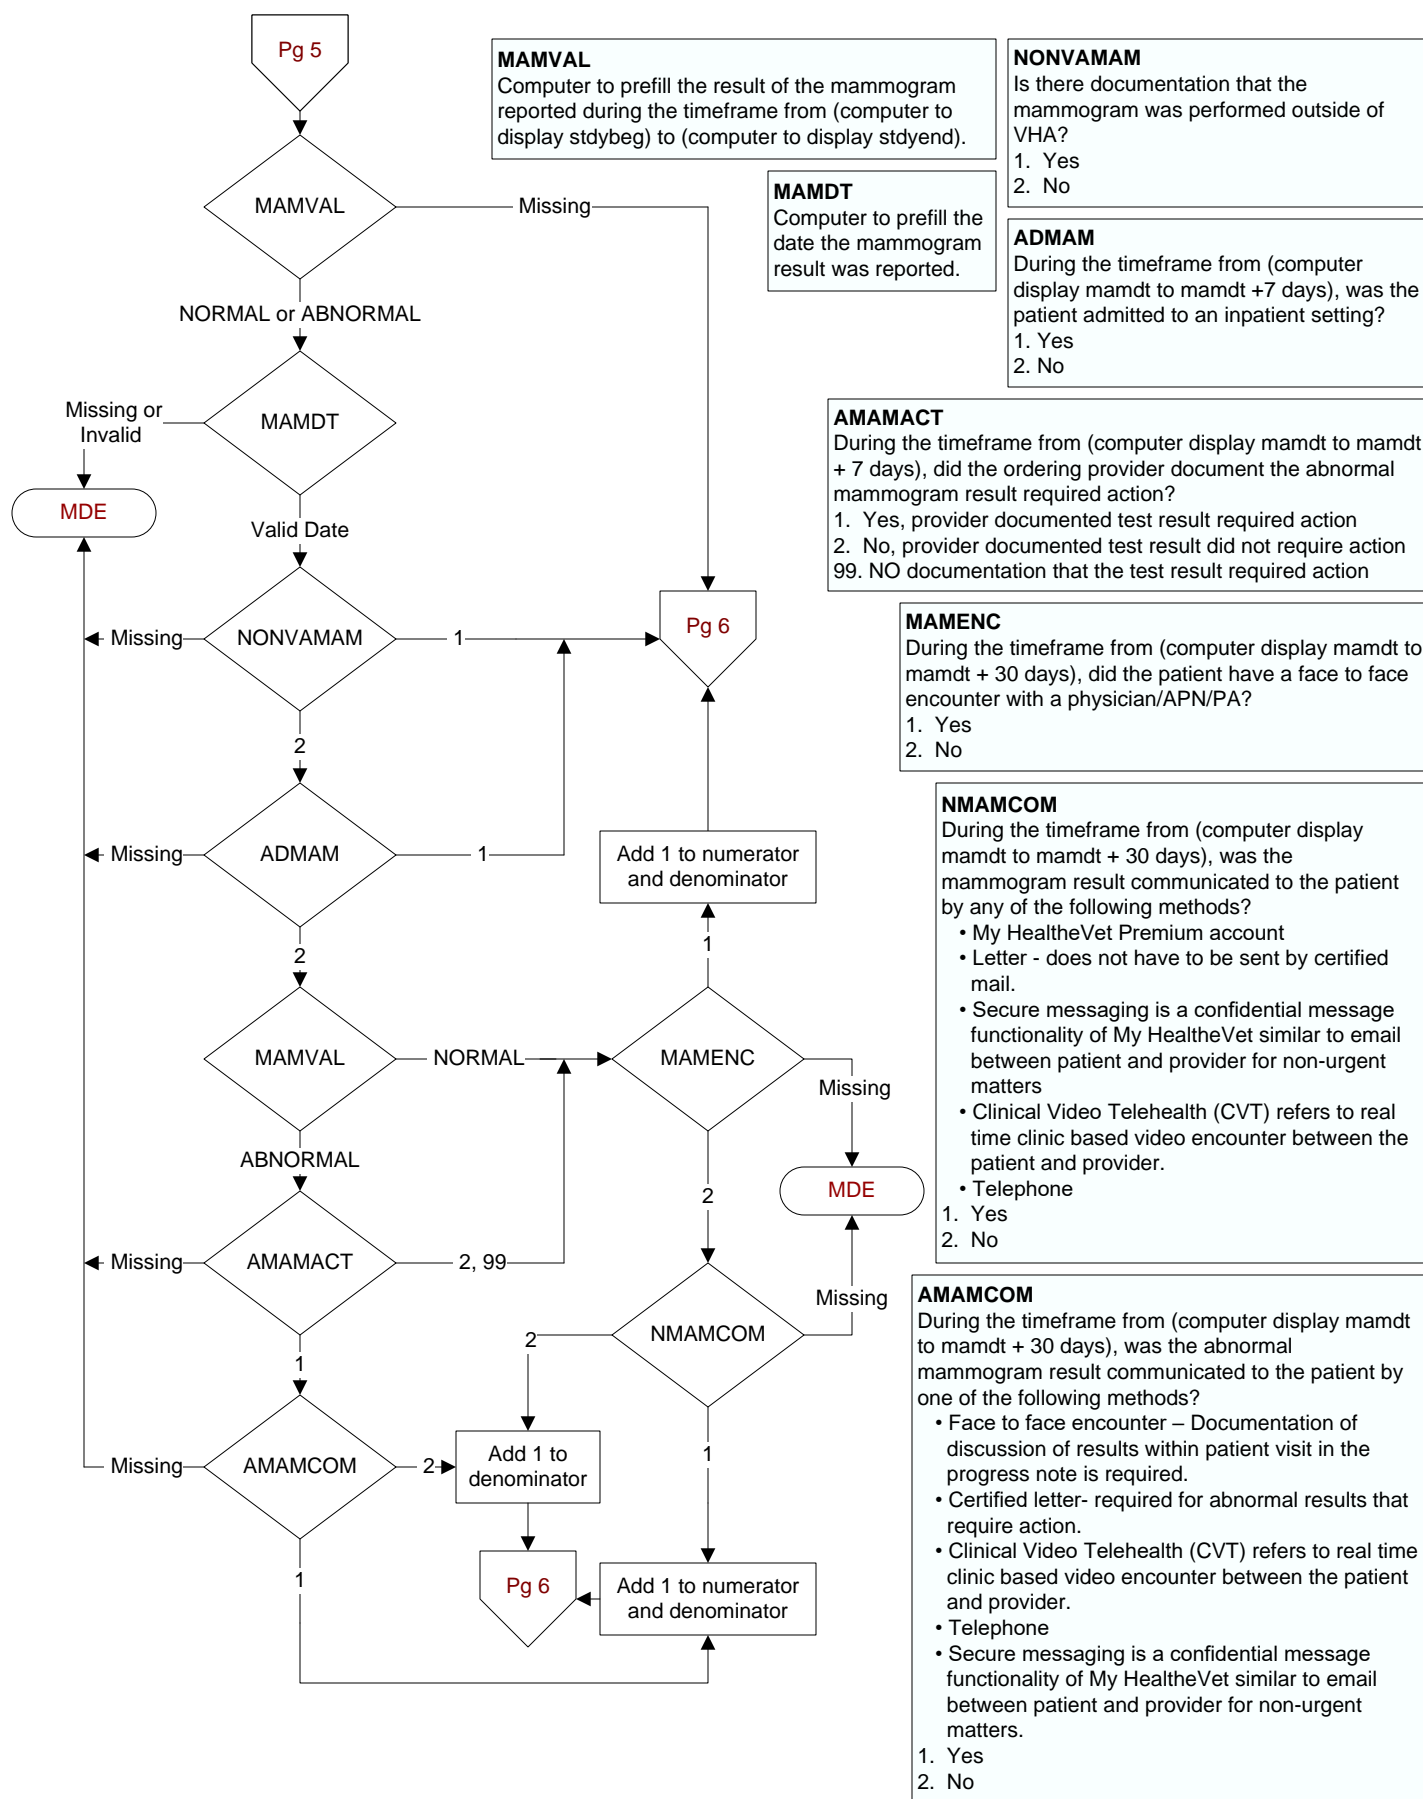 Pg 5
MAMVAL
Computer to prefill the result of the mammogram
reported during the timeframe from (computer to
display stdybeg) to (computer to display stdyend).
NONVAMAM
Is there documentation that the
mammogram was performed outside of
VHA?
1. Yes
2. No
MAMDT
Computer to prefill the
date the mammogram
result was reported.
ADMAM
During the timeframe from (computer
display mamdt to mamdt +7 days), was the
patient admitted to an inpatient setting?
1. Yes
2. No
AMAMACT
During the timeframe from (computer display mamdt to mamdt
+ 7 days), did the ordering provider document the abnormal
mammogram result required action?
1. Yes, provider documented test result required action
2. No, provider documented test result did not require action
99. NO documentation that the test result required action
MAMENC
During the timeframe from (computer display mamdt to
mamdt + 30 days), did the patient have a face to face
encounter with a physician/APN/PA?
1. Yes
2. No
NMAMCOM
During the timeframe from (computer display
mamdt to mamdt + 30 days), was the
mammogram result communicated to the patient
by any of the following methods?
• My HealtheVet Premium account
• Letter - does not have to be sent by certified
mail.
• Secure messaging is a confidential message
functionality of My HealtheVet similar to email
between patient and provider for non-urgent
matters
• Clinical Video Telehealth (CVT) refers to real
time clinic based video encounter between the
patient and provider.
• Telephone
1. Yes
2. No
AMAMCOM
During the timeframe from (computer display mamdt
to mamdt + 30 days), was the abnormal
mammogram result communicated to the patient by
one of the following methods?
• Face to face encounter – Documentation of
discussion of results within patient visit in the
progress note is required.
• Certified letter- required for abnormal results that
require action.
• Clinical Video Telehealth (CVT) refers to real time
clinic based video encounter between the patient
and provider.
• Telephone
• Secure messaging is a confidential message
functionality of My HealtheVet similar to email
between patient and provider for non-urgent
matters.
1. Yes
2. No
MAMVAL
Missing
NORMAL or ABNORMAL
MAMDT
Missing or
Invalid
MDE
Valid Date
NONVAMAM
Missing
1
Pg 6
2
ADMAM
Missing
1
Add 1 to numerator
and denominator
2
1
MAMVAL
NORMAL
MAMENC
Missing
ABNORMAL
2
MDE
AMAMACT
Missing
2, 99
Missing
NMAMCOM
2
1
1
AMAMCOM
Missing
2
Add 1 to
denominator
1
Pg 6
Add 1 to numerator
and denominator